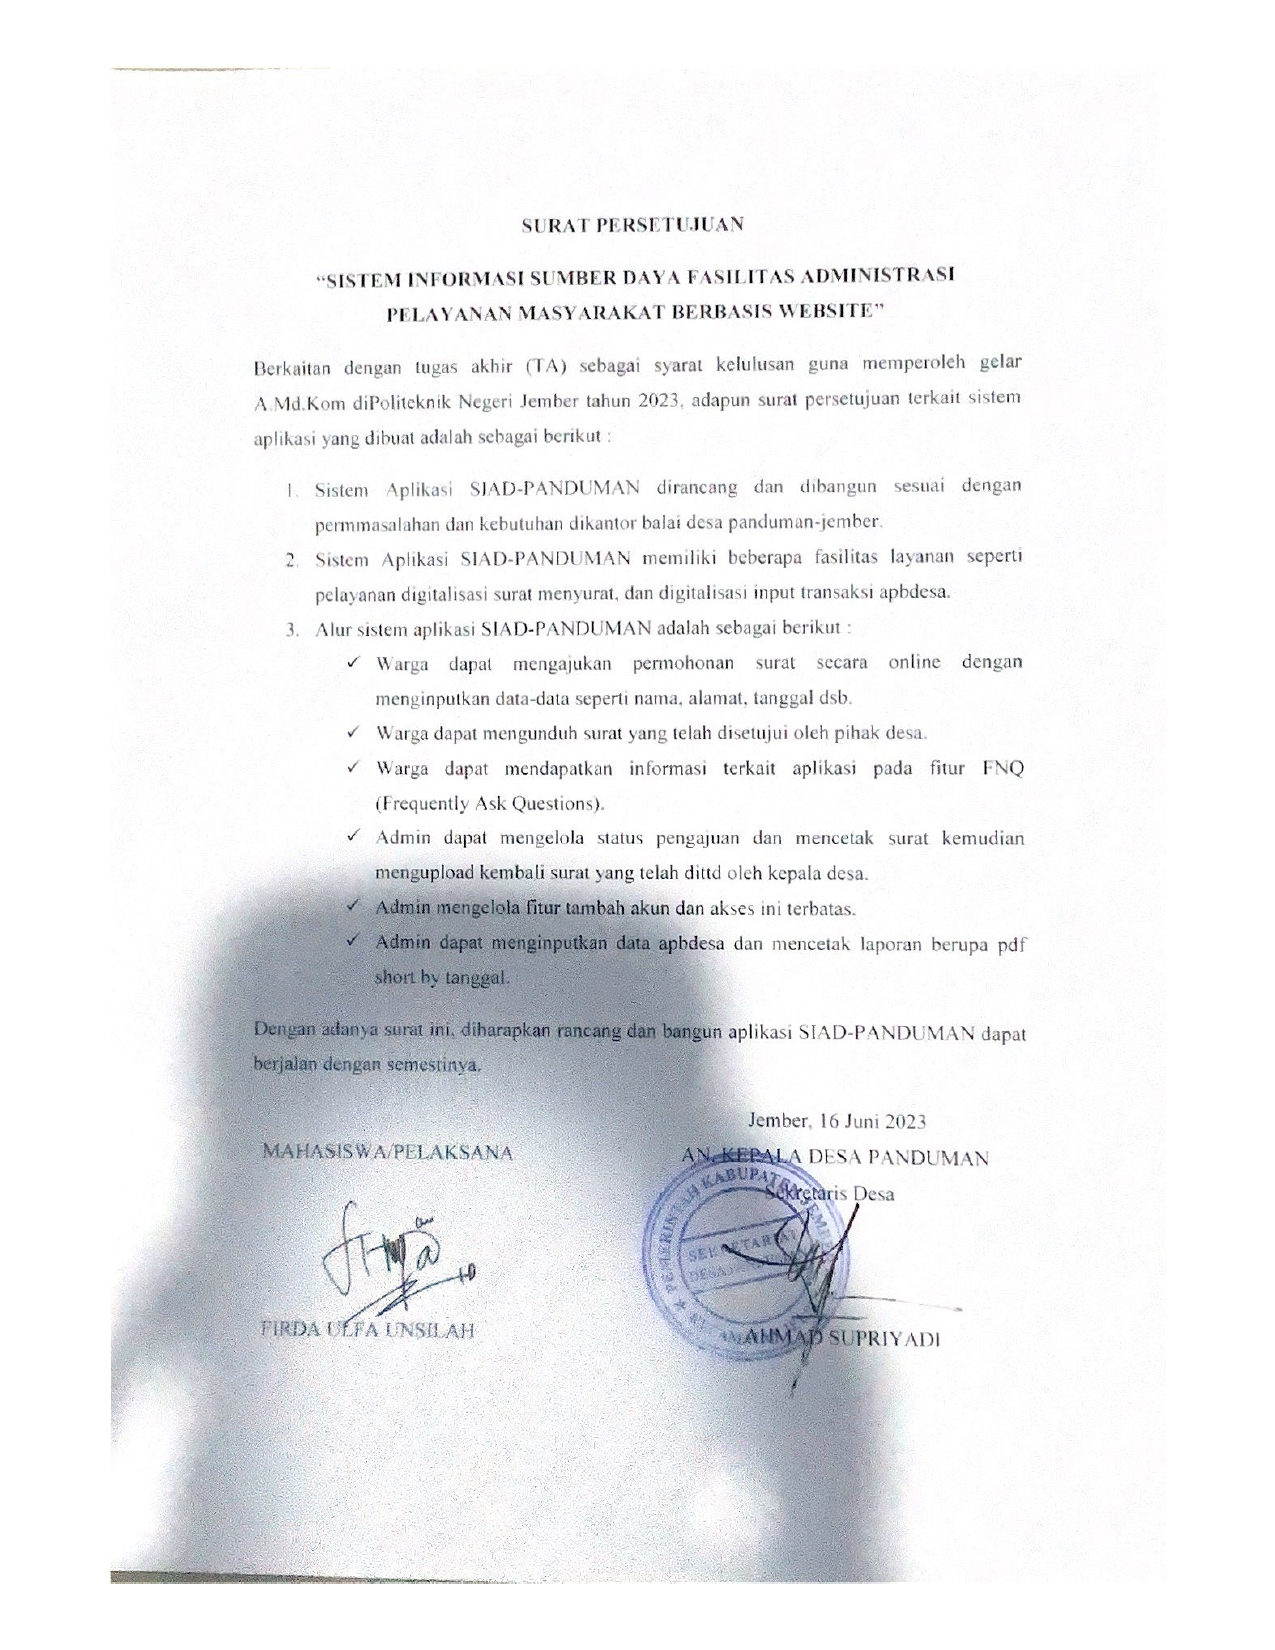 SURAT PERSETUJUAN
“SISTEM INFORMASI SUMBER DAYA FASILITAS ADMINISTRASI
PELAYANAN MASYARAKAT BERBASIS WEBSITE”
Berkaitan dengan tugas akhir (TA) sebagai syarat kelulusan guna memperoleh gelar
A.Md.Kom diPoliteknik Negeri Jember tahun 2023, adapun surat persetujuan terkait sistem
aplikasi yang dibuat adalah sebagai berikut :
1. Sistem Aplikasi SIAD-PANDUMAN dirancang dan dibangun sesuai dengan
permmasalahan dan kebutuhan dikantor balai desa panduman-jember.
2. Sistem Aplikasi SIAD-PANDUMAN memiliki beberapa fasilitas layanan seperti
pelayanan digitalisasi surat menyurat, dan digitalisasi input transaksi apbdesa.
3. Alur sistem aplikasi SIAD-PANDUMAN adalah sebagai berikut :
✓ Warga dapat mengajukan permohonan surat secara online dengan
menginputkan data-data seperti nama, alamat, tanggal dsb.
✓ Warga dapat mengunduh surat yang telah disetujui oleh pihak desa.
✓ Warga dapat mendapatkan informasi terkait aplikasi pada fitur FNQ
(Frequently Ask Questions).
✓ Admin dapat mengelola status pengajuan dan mencetak surat kemudian
mengupload kembali surat yang telah dittd oleh kepala desa.
✓ Admin mengelola fitur tambah akun dan akses ini terbatas.
✓ Admin dapat menginputkan data apbdesa dan mencetak laporan berupa pdf
short by tanggal.
Dengan adanya surat ini, diharapkan rancang dan bangun aplikasi SIAD-PANDUMAN dapat
berjalan dengan semestinya.
Jember, 16 Juni 2023
MAHASISWA/PELAKSANA
AN. KEPALA DESA PANDUMAN
Sekretaris Desa
PEMERINTAH KABUPATEN JEMBER
SEKRETARIAT
FIRDA ULFA UNSILAH
AHMAD SUPRIYADI